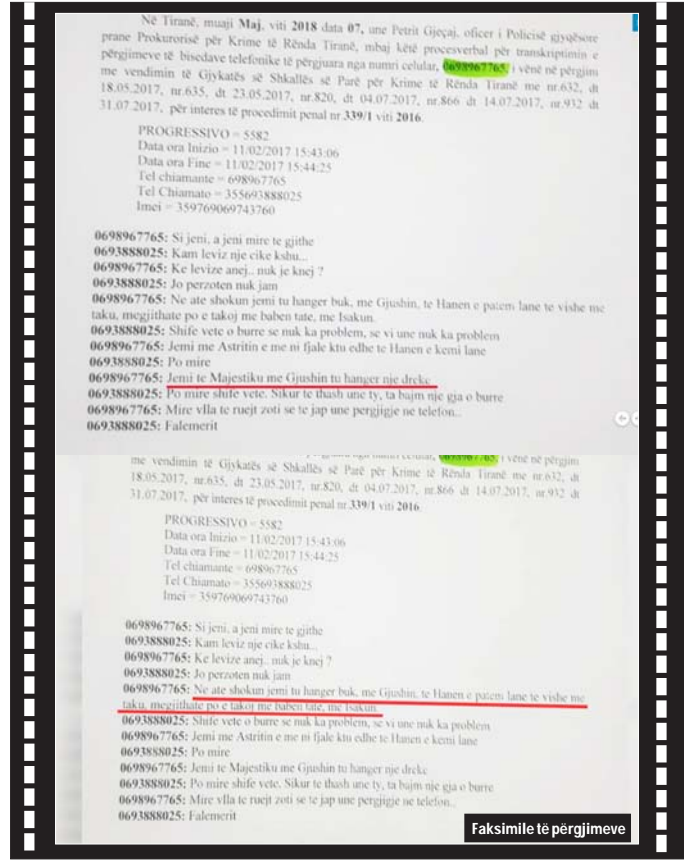 Në Tiranë, muaji Maj, viti 2018 data 07, une Petrit Gjoçaj, oficer i Policisë gjyqësore
prane Prokurorisë për Krime të Rënda Tiranë, mbaj këtë procesverbal për transkriptimin e
përgjimeve të bisedave telefonike të përgjuara nga numri celular, 0698967765, i vënë në përgjim
me vendimin të Gjykatës së Shkallës së Parë për Krime të Rënda Tiranë me nr.632, dt
18.05.2017, nr.635, dt 23.05.2017, nr.820, dt 04.07.2017, nr.866 dt 14.07.2017, nr.932 dt
31.07.2017, për interes të procedimit penal nr 339/1 viti 2016.
PROGRESSIVO = 5582
Data ora Inizio = 11/02/2017 15:43:06
Data ora Fine = 11/02/2017 15:44:25
Tel chiamante = 698967765
Tel Chiamato = 355693888025
Imei = 359769069743760
0698967765: Si jeni, a jeni mire te gjithe
0693888025: Kam leviz nje cike kshu...
0698967765: Ke levize anej.. nuk je knej ?
0693888025: Jo perzoten nuk jam
0698967765: Ne ate shokun jemi tu hanger buk, me Gjushin, te Hanen e patem lane te vishe me
taku, megjithate po e takoj me baben tate, me Isakun.
0693888025: Shife vete o burre se nuk ka problem, se vi une nuk ka problem
0698967765: Jemi me Astritin e me ni fjale ktu edhe te Hanen e kemi lane
0693888025: Po mire
0698967765: Jemi te Majestiku me Gjushin tu hanger nje dreke
0693888025: Po mire shife vete. Sikur te thash une ty, ta bajm nje gja o burre
0698967765: Mire vlla te ruejt zoti se te jap une pergjigje ne telefon..
0693888025: Falemerit
me vendimin të Gjykatës së Shkallës së Parë për Krime të Rënda Tiranë me nr.632, dt
18.05.2017, nr.635, dt 23.05.2017, nr.820, dt 04.07.2017, nr.866 dt 14.07.2017, nr.932 dt
31.07.2017, për interes të procedimit penal nr 339/1 viti 2016.
PROGRESSIVO = 5582
Data ora Inizio = 11/02/2017 15:43:06
Data ora Fine = 11/02/2017 15:44:25
Tel chiamante = 698967765
Tel Chiamato = 355693888025
Imei = 359769069743760
0698967765: Si jeni, a jeni mire te gjithe
0693888025: Kam leviz nje cike kshu...
0698967765: Ke levize anej.. nuk je knej ?
0693888025: Jo perzoten nuk jam
0698967765: Ne ate shokun jemi tu hanger buk, me Gjushin, te Hanen e patem lane te vishe me
taku, megjithate po e takoj me baben tate, me Isakun.
0693888025: Shife vete o burre se nuk ka problem, se vi une nuk ka problem
0698967765: Jemi me Astritin e me ni fjale ktu edhe te Hanen e kemi lane
0693888025: Po mire
0698967765: Jemi te Majestiku me Gjushin tu hanger nje dreke
0693888025: Po mire shife vete. Sikur te thash une ty, ta bajm nje gja o burre
0698967765: Mire vlla te ruejt zoti se te jap une pergjigje ne telefon..
0693888025: Falemerit
Faksimile të përgjimeve